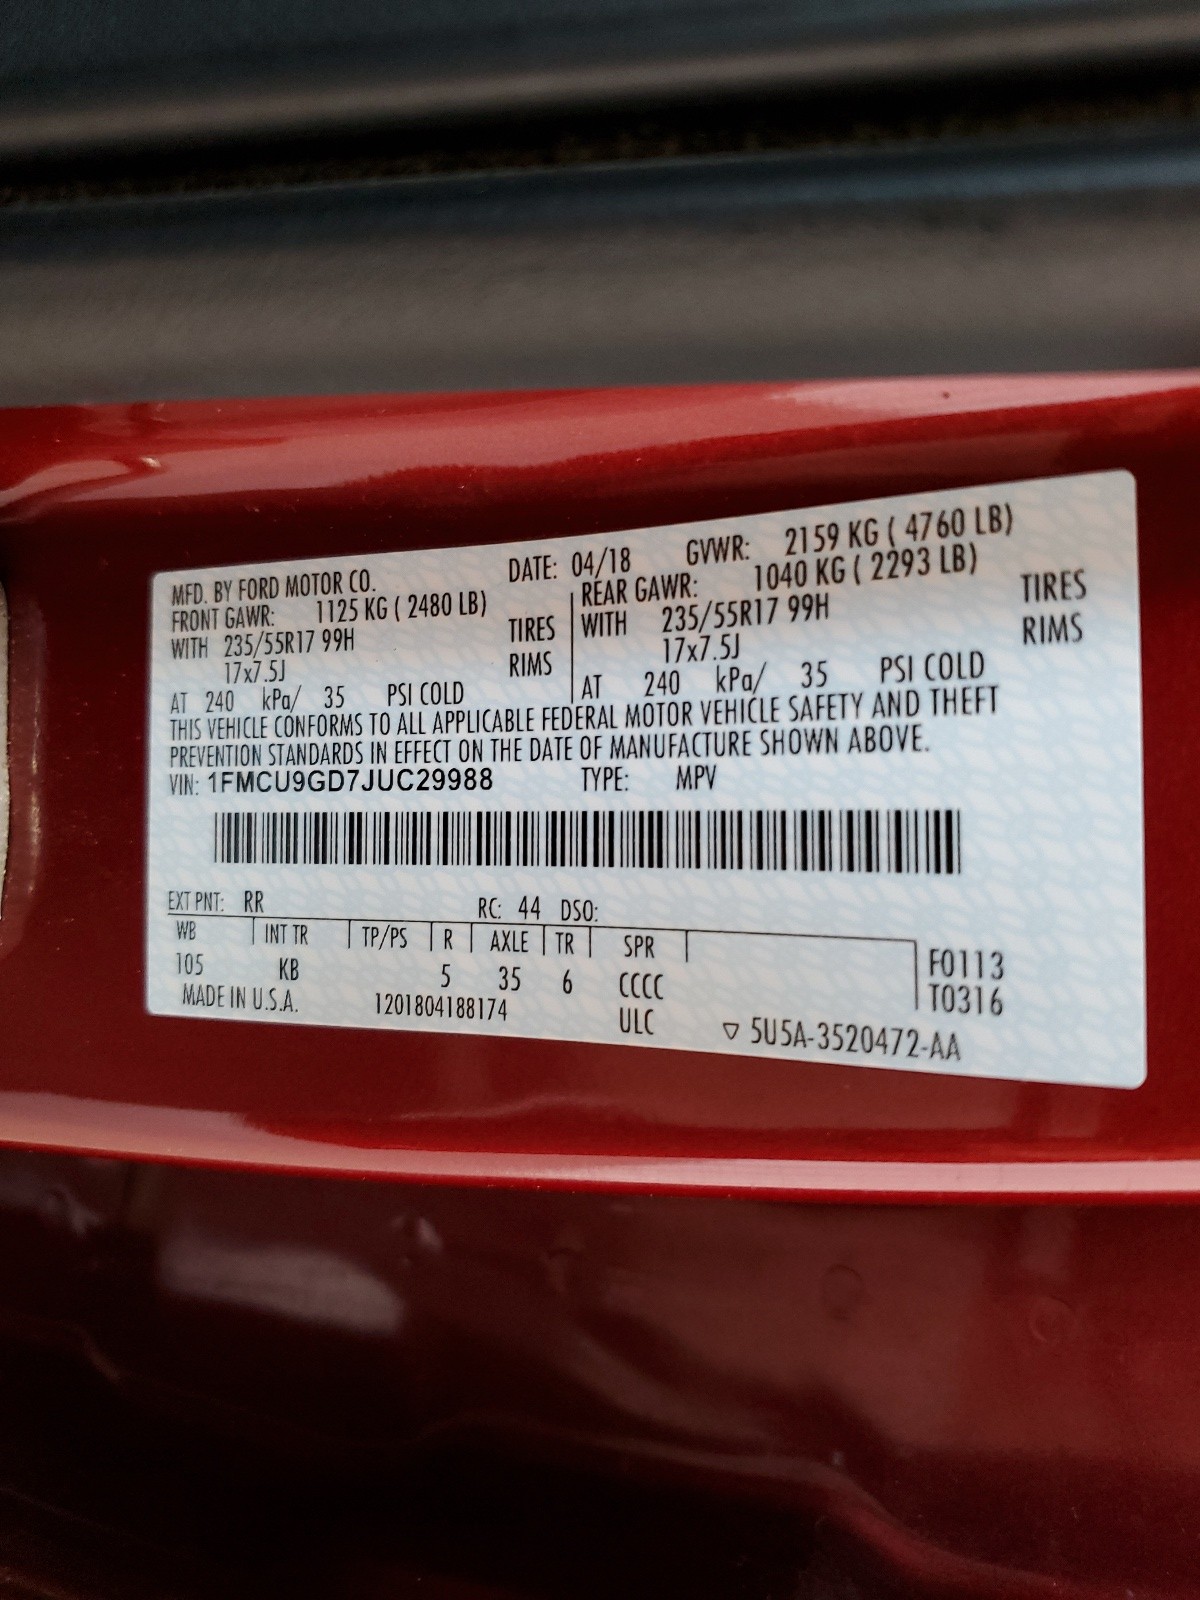 MFD. BY FORD MOTOR CO. DATE: 04/18 GVWR: 2159 KG ( 4760 LB)
FRONT GAWR: 1125 KG ( 2480 LB) REAR GAWR: 1040 KG ( 2293 LB)
WITH 235/55R17 99H TIRES WITH 235/55R17 99H TIRES
17x7.5J RIMS 17x7.5J RIMS
AT 240 kPa/ 35 PSI COLD AT 240 kPa/ 35 PSI COLD
THIS VEHICLE CONFORMS TO ALL APPLICABLE FEDERAL MOTOR VEHICLE SAFETY AND THEFT
PREVENTION STANDARDS IN EFFECT ON THE DATE OF MANUFACTURE SHOWN ABOVE.
VIN: 1FMCU9GD7JUC29988 TYPE: MPV
EXT PNT: RR RC: 44 DSO:
WB INT TR TP/PS R AXLE TR SPR F0113
105 KB 5 35 6 CCCC T0316
MADE IN U.S.A. 1201804188174 ULC ▽ 5U5A-3520472-AA